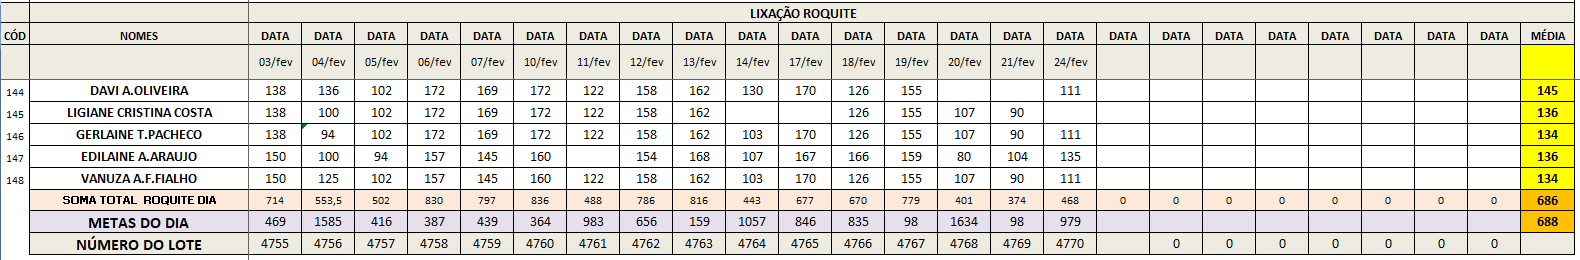 LIXAÇÃO ROQUITE
CÓD NOMES DATA DATA DATA DATA DATA DATA DATA DATA DATA DATA DATA DATA DATA DATA DATA DATA DATA DATA DATA DATA DATA DATA DATA DATA MÉDIA
03/fev 04/fev 05/fev 06/fev 07/fev 10/fev 11/fev 12/fev 13/fev 14/fev 17/fev 18/fev 19/fev 20/fev 21/fev 24/fev
144 DAVI A.OLIVEIRA 138 136 102 172 169 172 122 158 162 130 170 126 155 111 145
145 LIGIANE CRISTINA COSTA 138 100 102 172 169 172 122 158 162 126 155 107 90 136
146 GERLAINE T.PACHECO 138 94 102 172 169 172 122 158 162 103 170 126 155 107 90 111 134
147 EDILAINE A.ARAUJO 150 100 94 157 145 160 154 168 107 167 166 159 80 104 135 136
148 VANUZA A.F.FIALHO 150 125 102 157 145 160 122 158 162 103 170 126 155 107 90 111 134
SOMA TOTAL ROQUITE DIA 714 553,5 502 830 797 836 488 786 816 443 677 670 779 401 374 468 0 0 0 0 0 0 0 0 686
METAS DO DIA 469 1585 416 387 439 364 983 656 159 1057 846 835 98 1634 98 979 688
NÚMERO DO LOTE 4755 4756 4757 4758 4759 4760 4761 4762 4763 4764 4765 4766 4767 4768 4769 4770 0 0 0 0 0 0 0